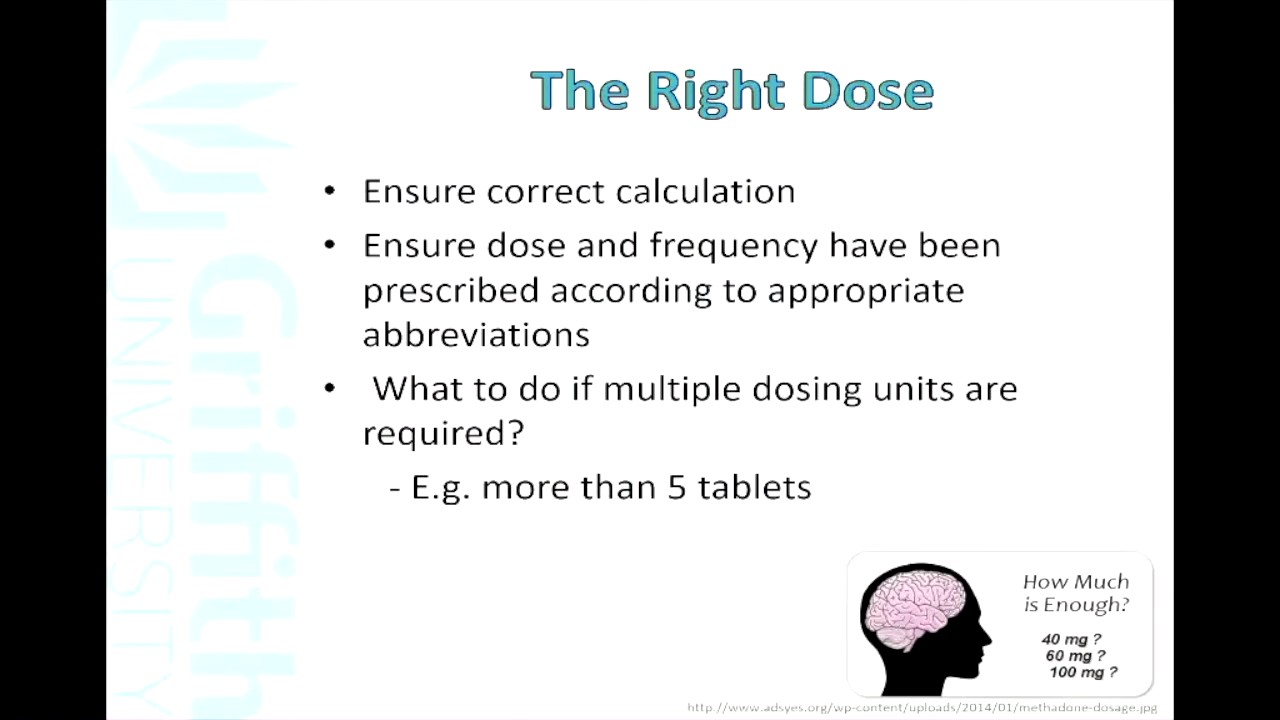 The Right Dose
• Ensure correct calculation
• Ensure dose and frequency have been
prescribed according to appropriate
abbreviations
• What to do if multiple dosing units are
required?
- E.g. more than 5 tablets
How Much
is Enough?
40 mg ?
60 mg ?
100 mg ?
http://www.adsyes.org/wp-content/uploads/2014/01/methadone-dosage.jpg
Griffith
UNIVERSITY